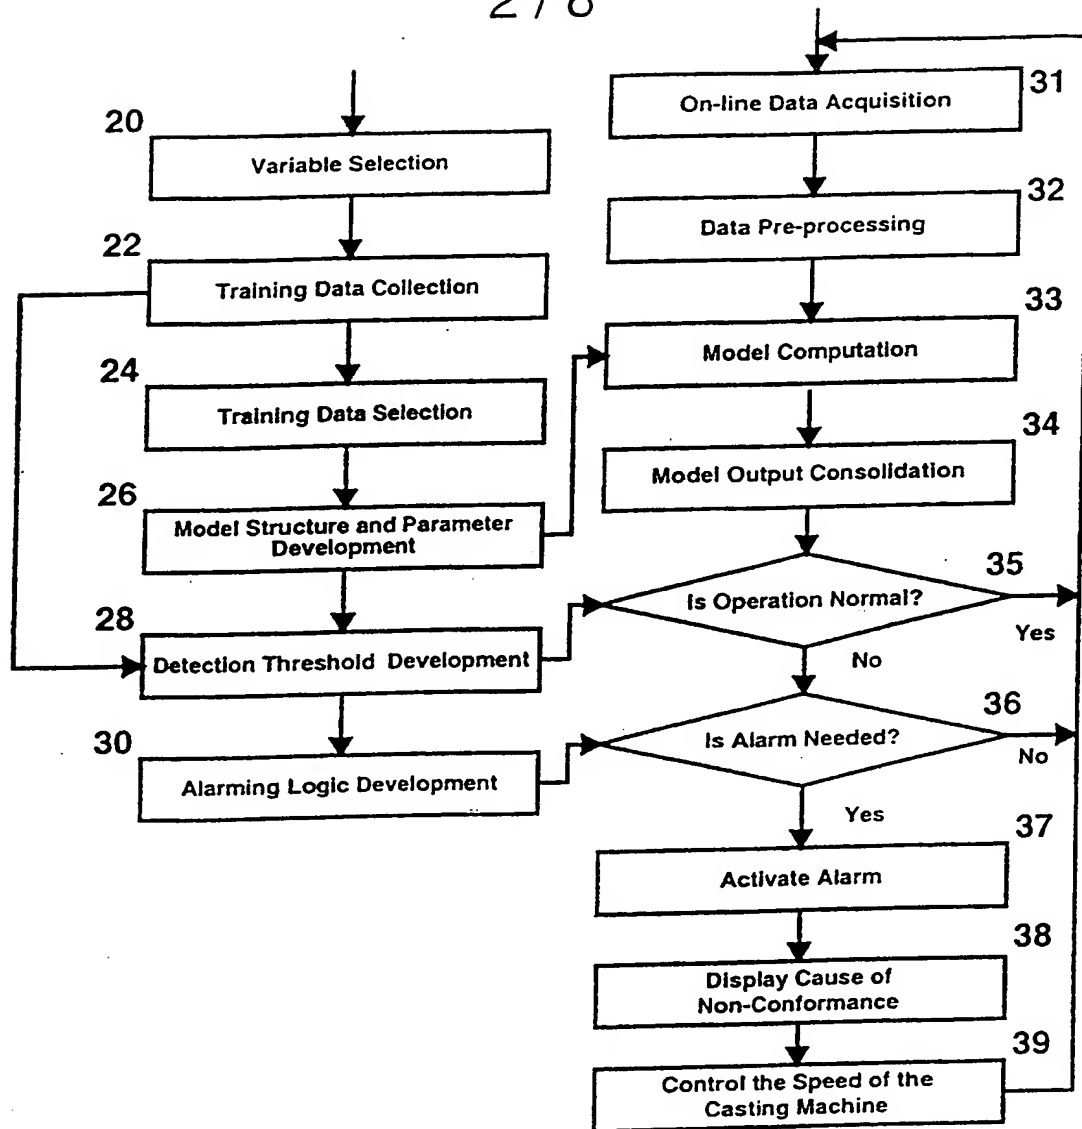 2/8
20
Variable Selection
22
Training Data Collection
24
Training Data Selection
26
Model Structure and Parameter
Development
28
Detection Threshold Development
30
Alarming Logic Development
31
On-line Data Acquisition
32
Data Pre-processing
33
Model Computation
34
Model Output Consolidation
35
Is Operation Normal?
Yes
No
36
Is Alarm Needed?
No
Yes
37
Activate Alarm
38
Display Cause of
Non-Conformance
39
Control the Speed of the
Casting Machine